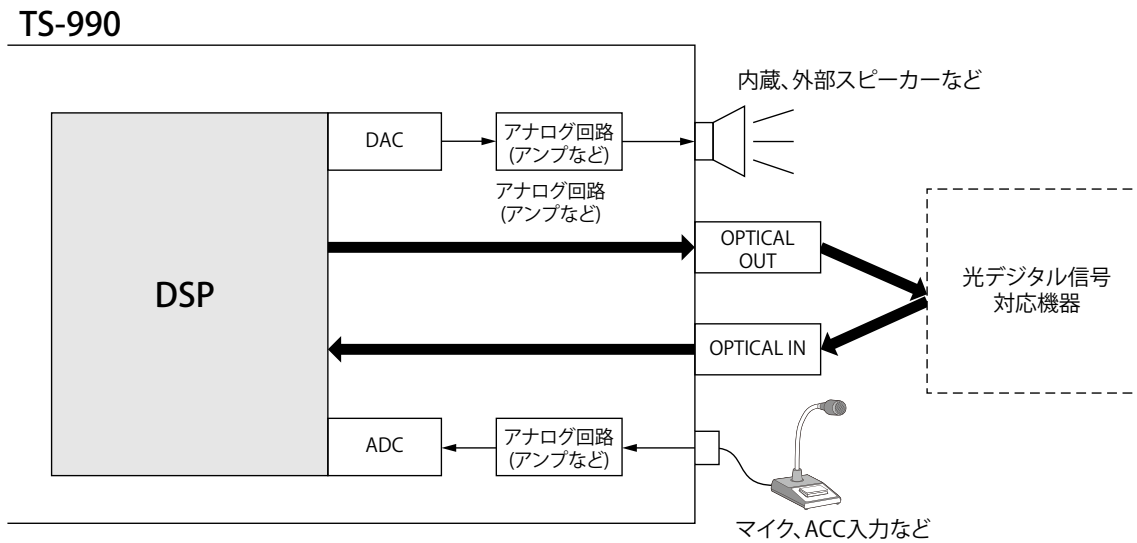 TS-990
内蔵、外部スピーカーなど
DAC
アナログ回路
(アンプなど)
アナログ回路
(アンプなど)
OPTICAL
OUT
DSP
光デジタル信号
対応機器
OPTICAL IN
ADC
アナログ回路
(アンプなど)
マイク、ACC入力など